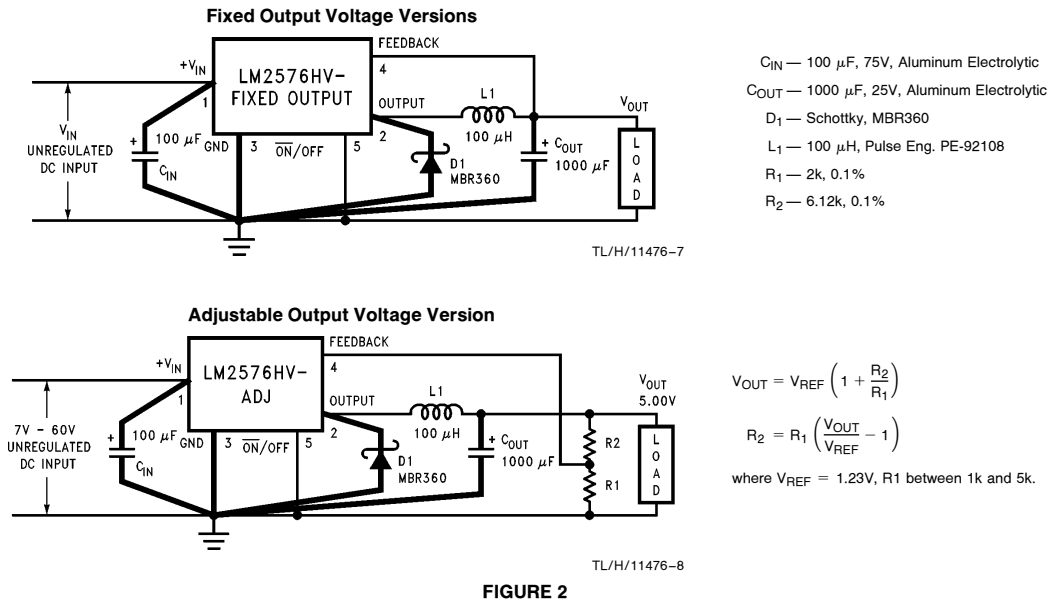 Fixed Output Voltage Versions
FEEDBACK
+VIN
4
LM2576HV-
FIXED OUTPUT
OUTPUT
L1
VOUT
1
2
100 μH
VIN
UNREGULATED
DC INPUT
+
100 μF
CIN
GND
3
ON/OFF
5
D1
MBR360
+
COUT
1000 μF
LOAD
TL/H/11476–7
CIN — 100 μF, 75V, Aluminum Electrolytic
COUT — 1000 μF, 25V, Aluminum Electrolytic
D1 — Schottky, MBR360
L1 — 100 μH, Pulse Eng. PE-92108
R1 — 2k, 0.1%
R2 — 6.12k, 0.1%
Adjustable Output Voltage Version
FEEDBACK
+VIN
4
LM2576HV-
ADJ
OUTPUT
L1
VOUT
5.00V
1
2
100 μH
7V - 60V
UNREGULATED
DC INPUT
+
100 μF
CIN
GND
3
ON/OFF
5
D1
MBR360
+
COUT
1000 μF
R2
R1
LOAD
TL/H/11476–8
VOUT = VREF (1 + R2/R1)
R2 = R1 (VOUT/VREF − 1)
where VREF = 1.23V, R1 between 1k and 5k.
FIGURE 2